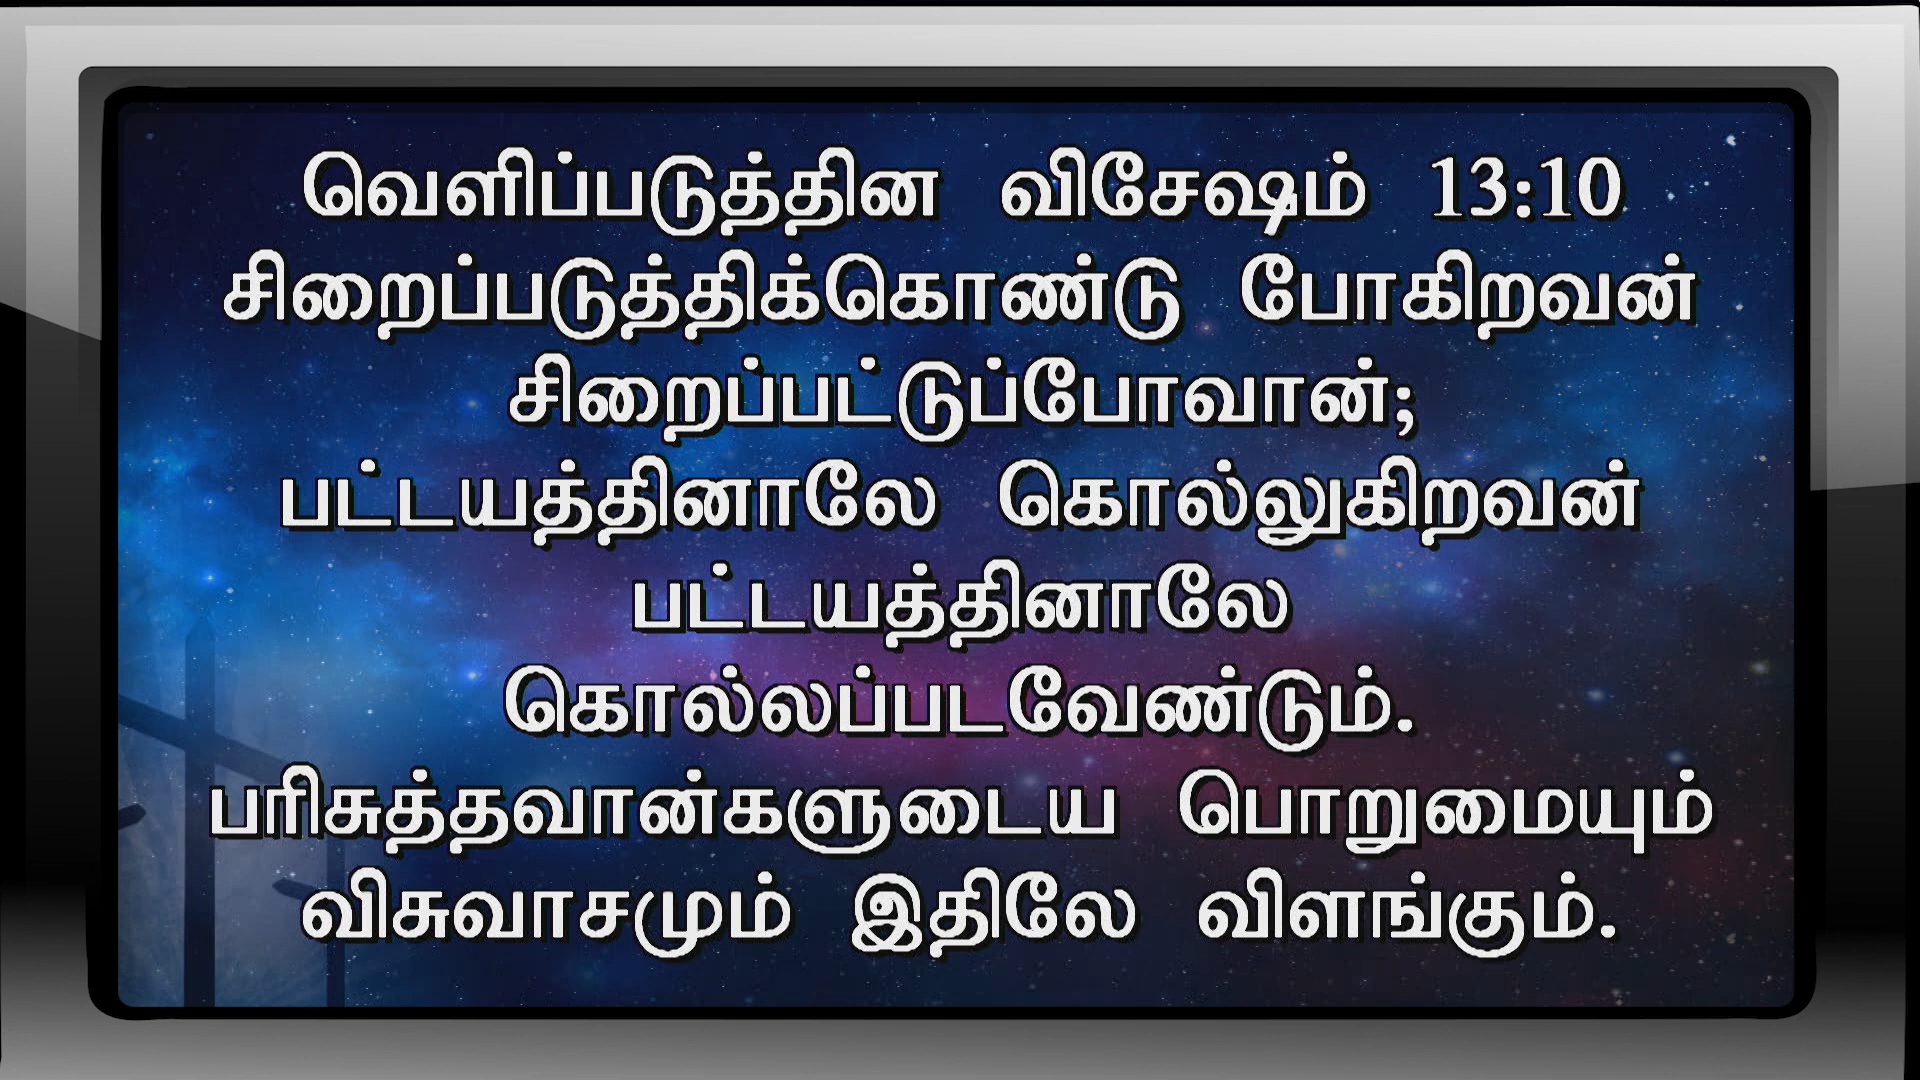 வெளிப்படுத்தின விசேஷம் 13:10
சிறைப்படுத்திக்கொண்டு போகிறவன்
சிறைப்பட்டுப்போவான்;
பட்டயத்தினாலே கொல்லுகிறவன்
பட்டயத்தினாலே
கொல்லப்படவேண்டும்.
பரிசுத்தவான்களுடைய பொறுமையும்
விசுவாசமும் இதிலே விளங்கும்.